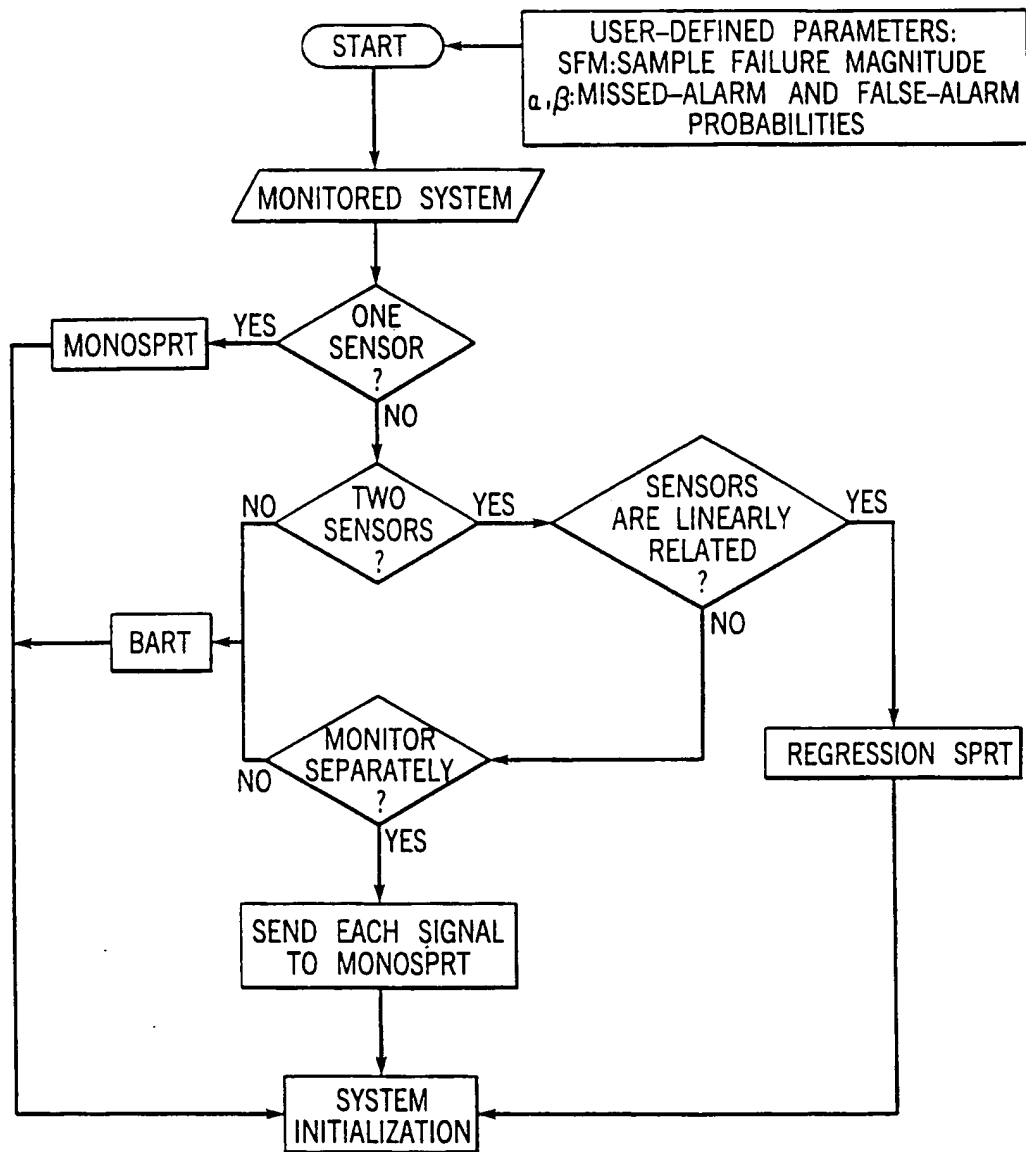 START
USER-DEFINED PARAMETERS:
SFM:SAMPLE FAILURE MAGNITUDE
α,β:MISSED-ALARM AND FALSE-ALARM
PROBABILITIES
MONITORED SYSTEM
ONE
SENSOR
?
YES
MONOSPRT
NO
TWO
SENSORS
?
NO
YES
SENSORS
ARE LINEARLY
RELATED
?
YES
NO
BART
MONITOR
SEPARATELY
?
NO
YES
REGRESSION SPRT
SEND EACH SIGNAL
TO MONOSPRT
SYSTEM
INITIALIZATION